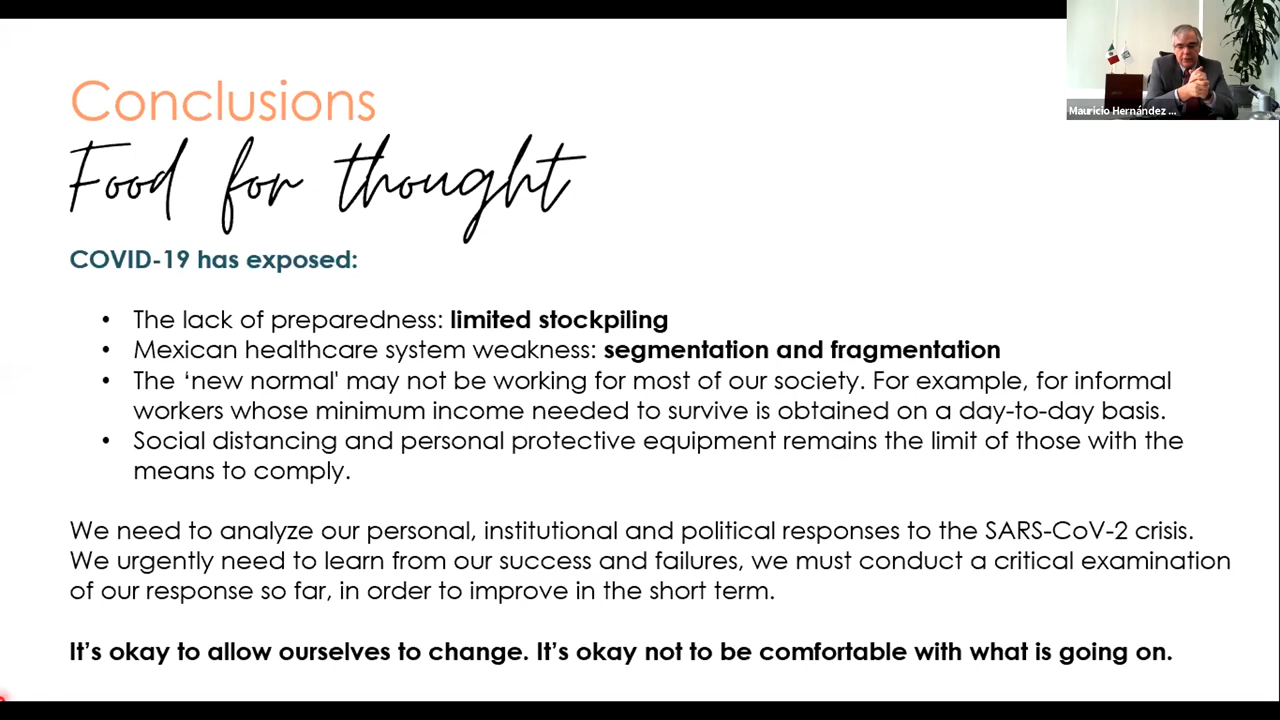 Conclusions
Food for thought
COVID-19 has exposed:
• The lack of preparedness: limited stockpiling
• Mexican healthcare system weakness: segmentation and fragmentation
• The ‘new normal' may not be working for most of our society. For example, for informal
workers whose minimum income needed to survive is obtained on a day-to-day basis.
• Social distancing and personal protective equipment remains the limit of those with the
means to comply.
We need to analyze our personal, institutional and political responses to the SARS-CoV-2 crisis.
We urgently need to learn from our success and failures, we must conduct a critical examination
of our response so far, in order to improve in the short term.
It’s okay to allow ourselves to change. It’s okay not to be comfortable with what is going on.
Mauricio Hernández ...